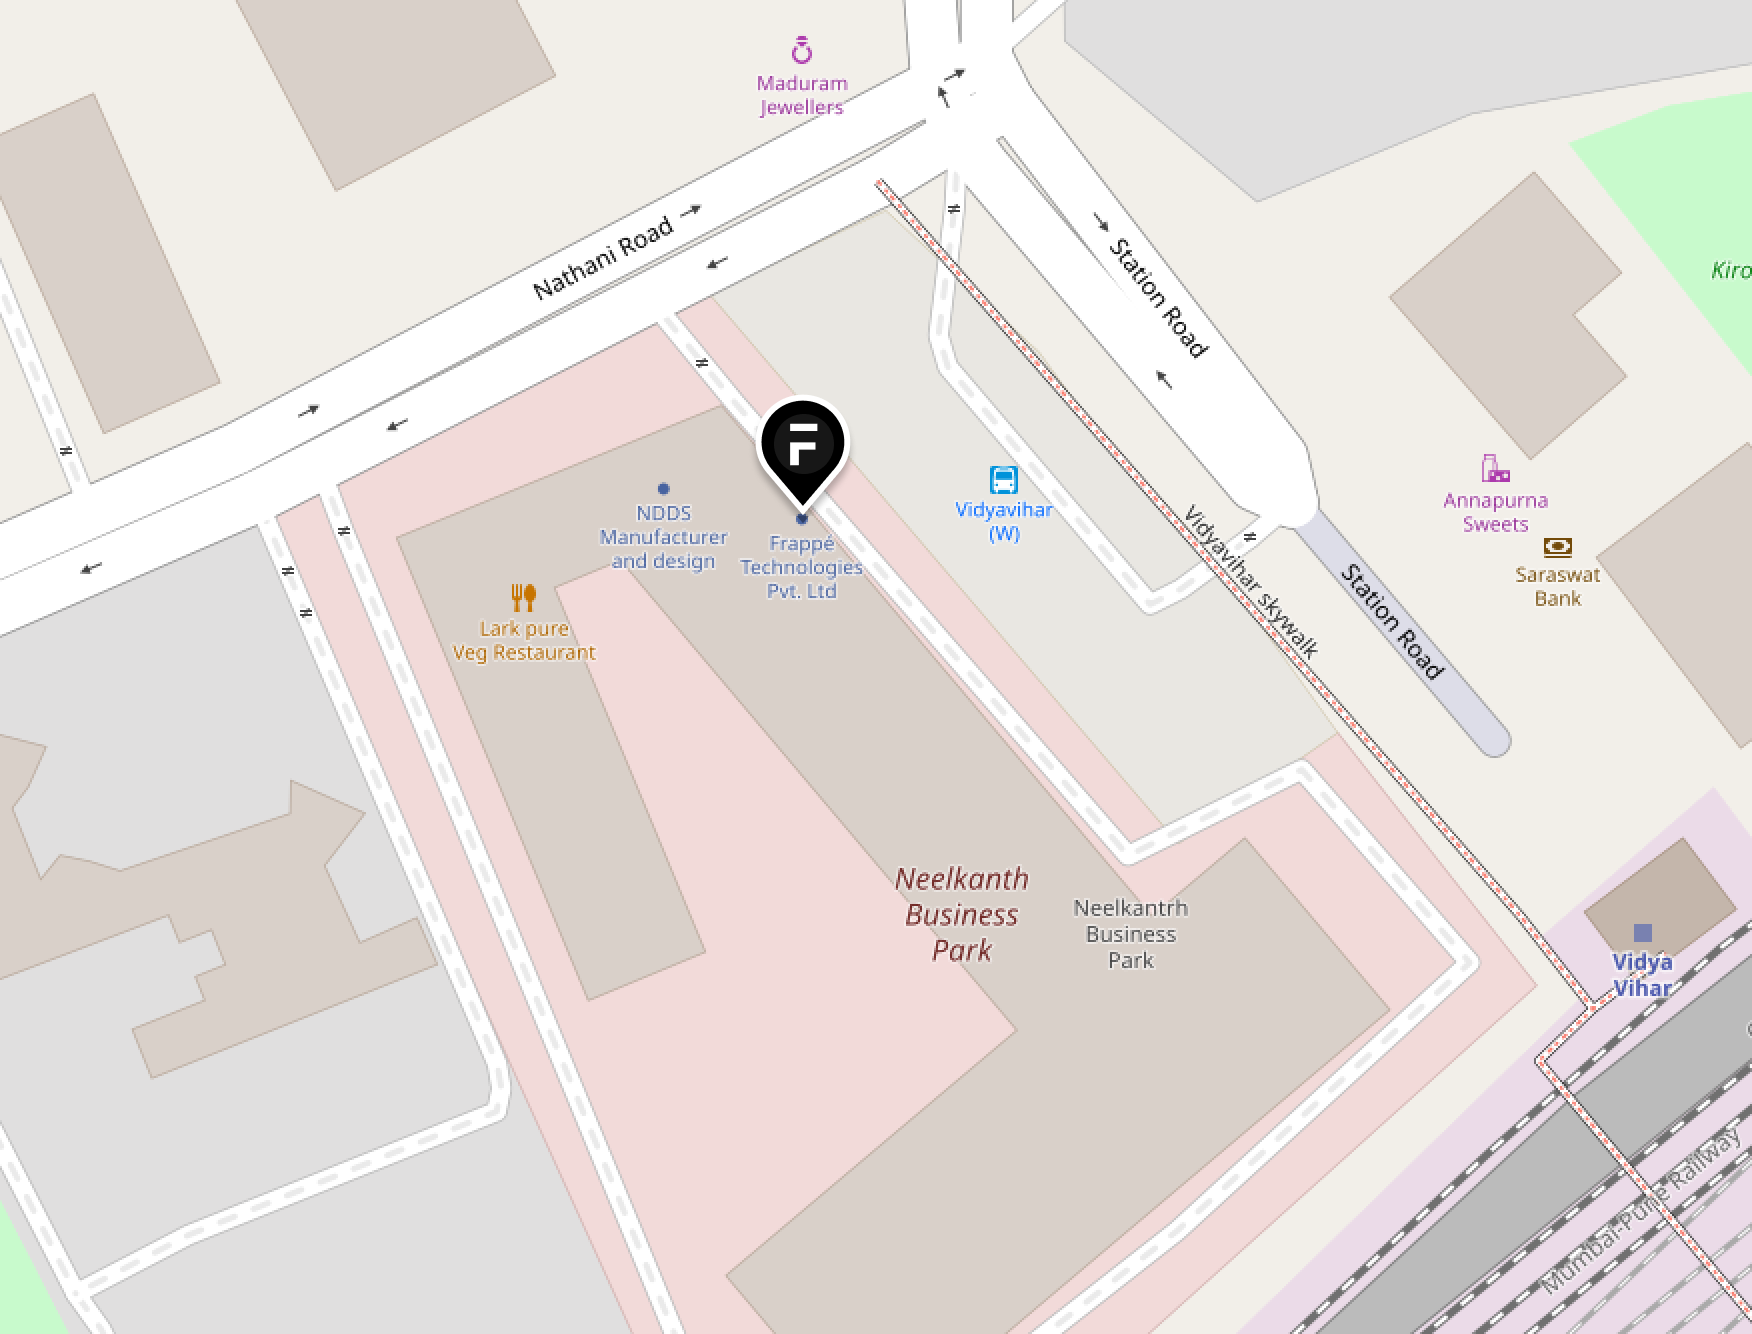 Maduram
Jewellers
Nathani Road
Station Road
Kiro
F
NDDS
Manufacturer
and design
Frappé
Technologies
Pvt. Ltd
Vidyavihar
(W)
Annapurna
Sweets
Saraswat
Bank
Vidyavihar skywalk
Station Road
Lark pure
Veg Restaurant
Neelkanth
Business
Park
Neelkantrh
Business
Park
Vidya
Vihar
Mumbai-Pune Railway